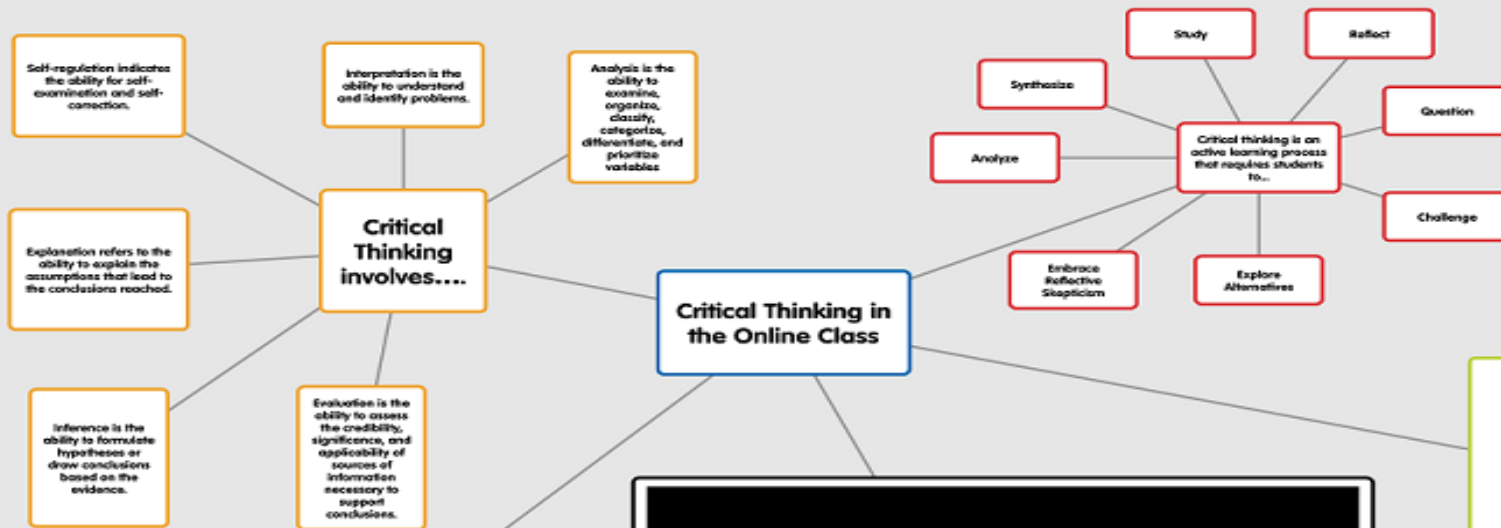 Self-regulation indicates
the ability for self-
examination and self-
correction.
Interpretation is the
ability to understand
and identify problems.
Analysis is the
ability to
examine,
organize,
classify,
categorize,
differentiate, and
prioritize
variables
Critical
Thinking
involves....
Explanation refers to the
ability to explain the
assumptions that lead to
the conclusions reached.
Inference is the
ability to formulate
hypotheses or
draw conclusions
based on the
evidence.
Evaluation is the
ability to assess
the credibility,
significance, and
applicability of
sources of
information
necessary to
support
conclusions.
Critical Thinking in
the Online Class
Study
Reflect
Synthesize
Question
Critical thinking is an
active learning process
that requires students
to...
Analyze
Challenge
Embrace
Reflective
Skepticism
Explore
Alternatives